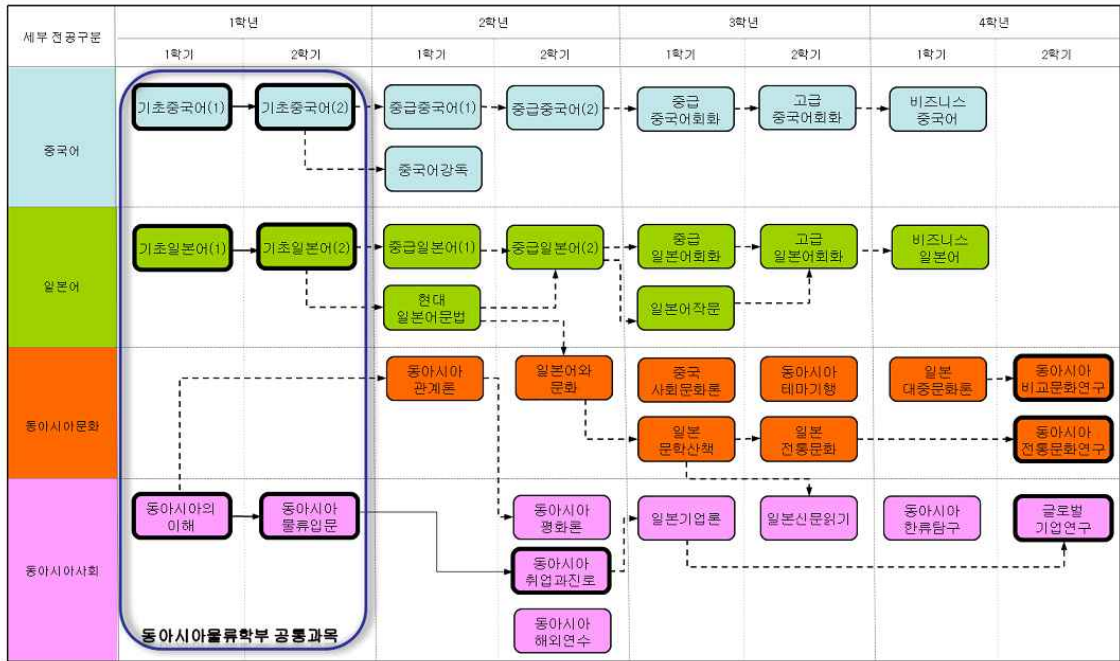 세부 전공구분
1학년
2학년
3학년
4학년
1학기
2학기
1학기
2학기
1학기
2학기
1학기
2학기
중국어
기초중국어(1)
기초중국어(2)
중급중국어(1)
중급중국어(2)
중급
중국어회화
고급
중국어회화
비즈니스
중국어
중국어강독
일본어
기초일본어(1)
기초일본어(2)
중급일본어(1)
중급일본어(2)
중급
일본어회화
고급
일본어회화
비즈니스
일본어
현대
일본어문법
일본어작문
동아시아문화
동아시아
관계론
일본어와
문화
중국
사회문화론
동아시아
테마기행
일본
대중문화론
동아시아
비교문화연구
일본
문학산책
일본
전통문화
동아시아
전통문화연구
동아시아사회
동아시아의
이해
동아시아
물류입문
동아시아
평화론
일본기업론
일본신문읽기
동아시아
한류탐구
글로벌
기업연구
동아시아
취업과진로
동아시아
해외연수
동아시아물류학부 공통과목